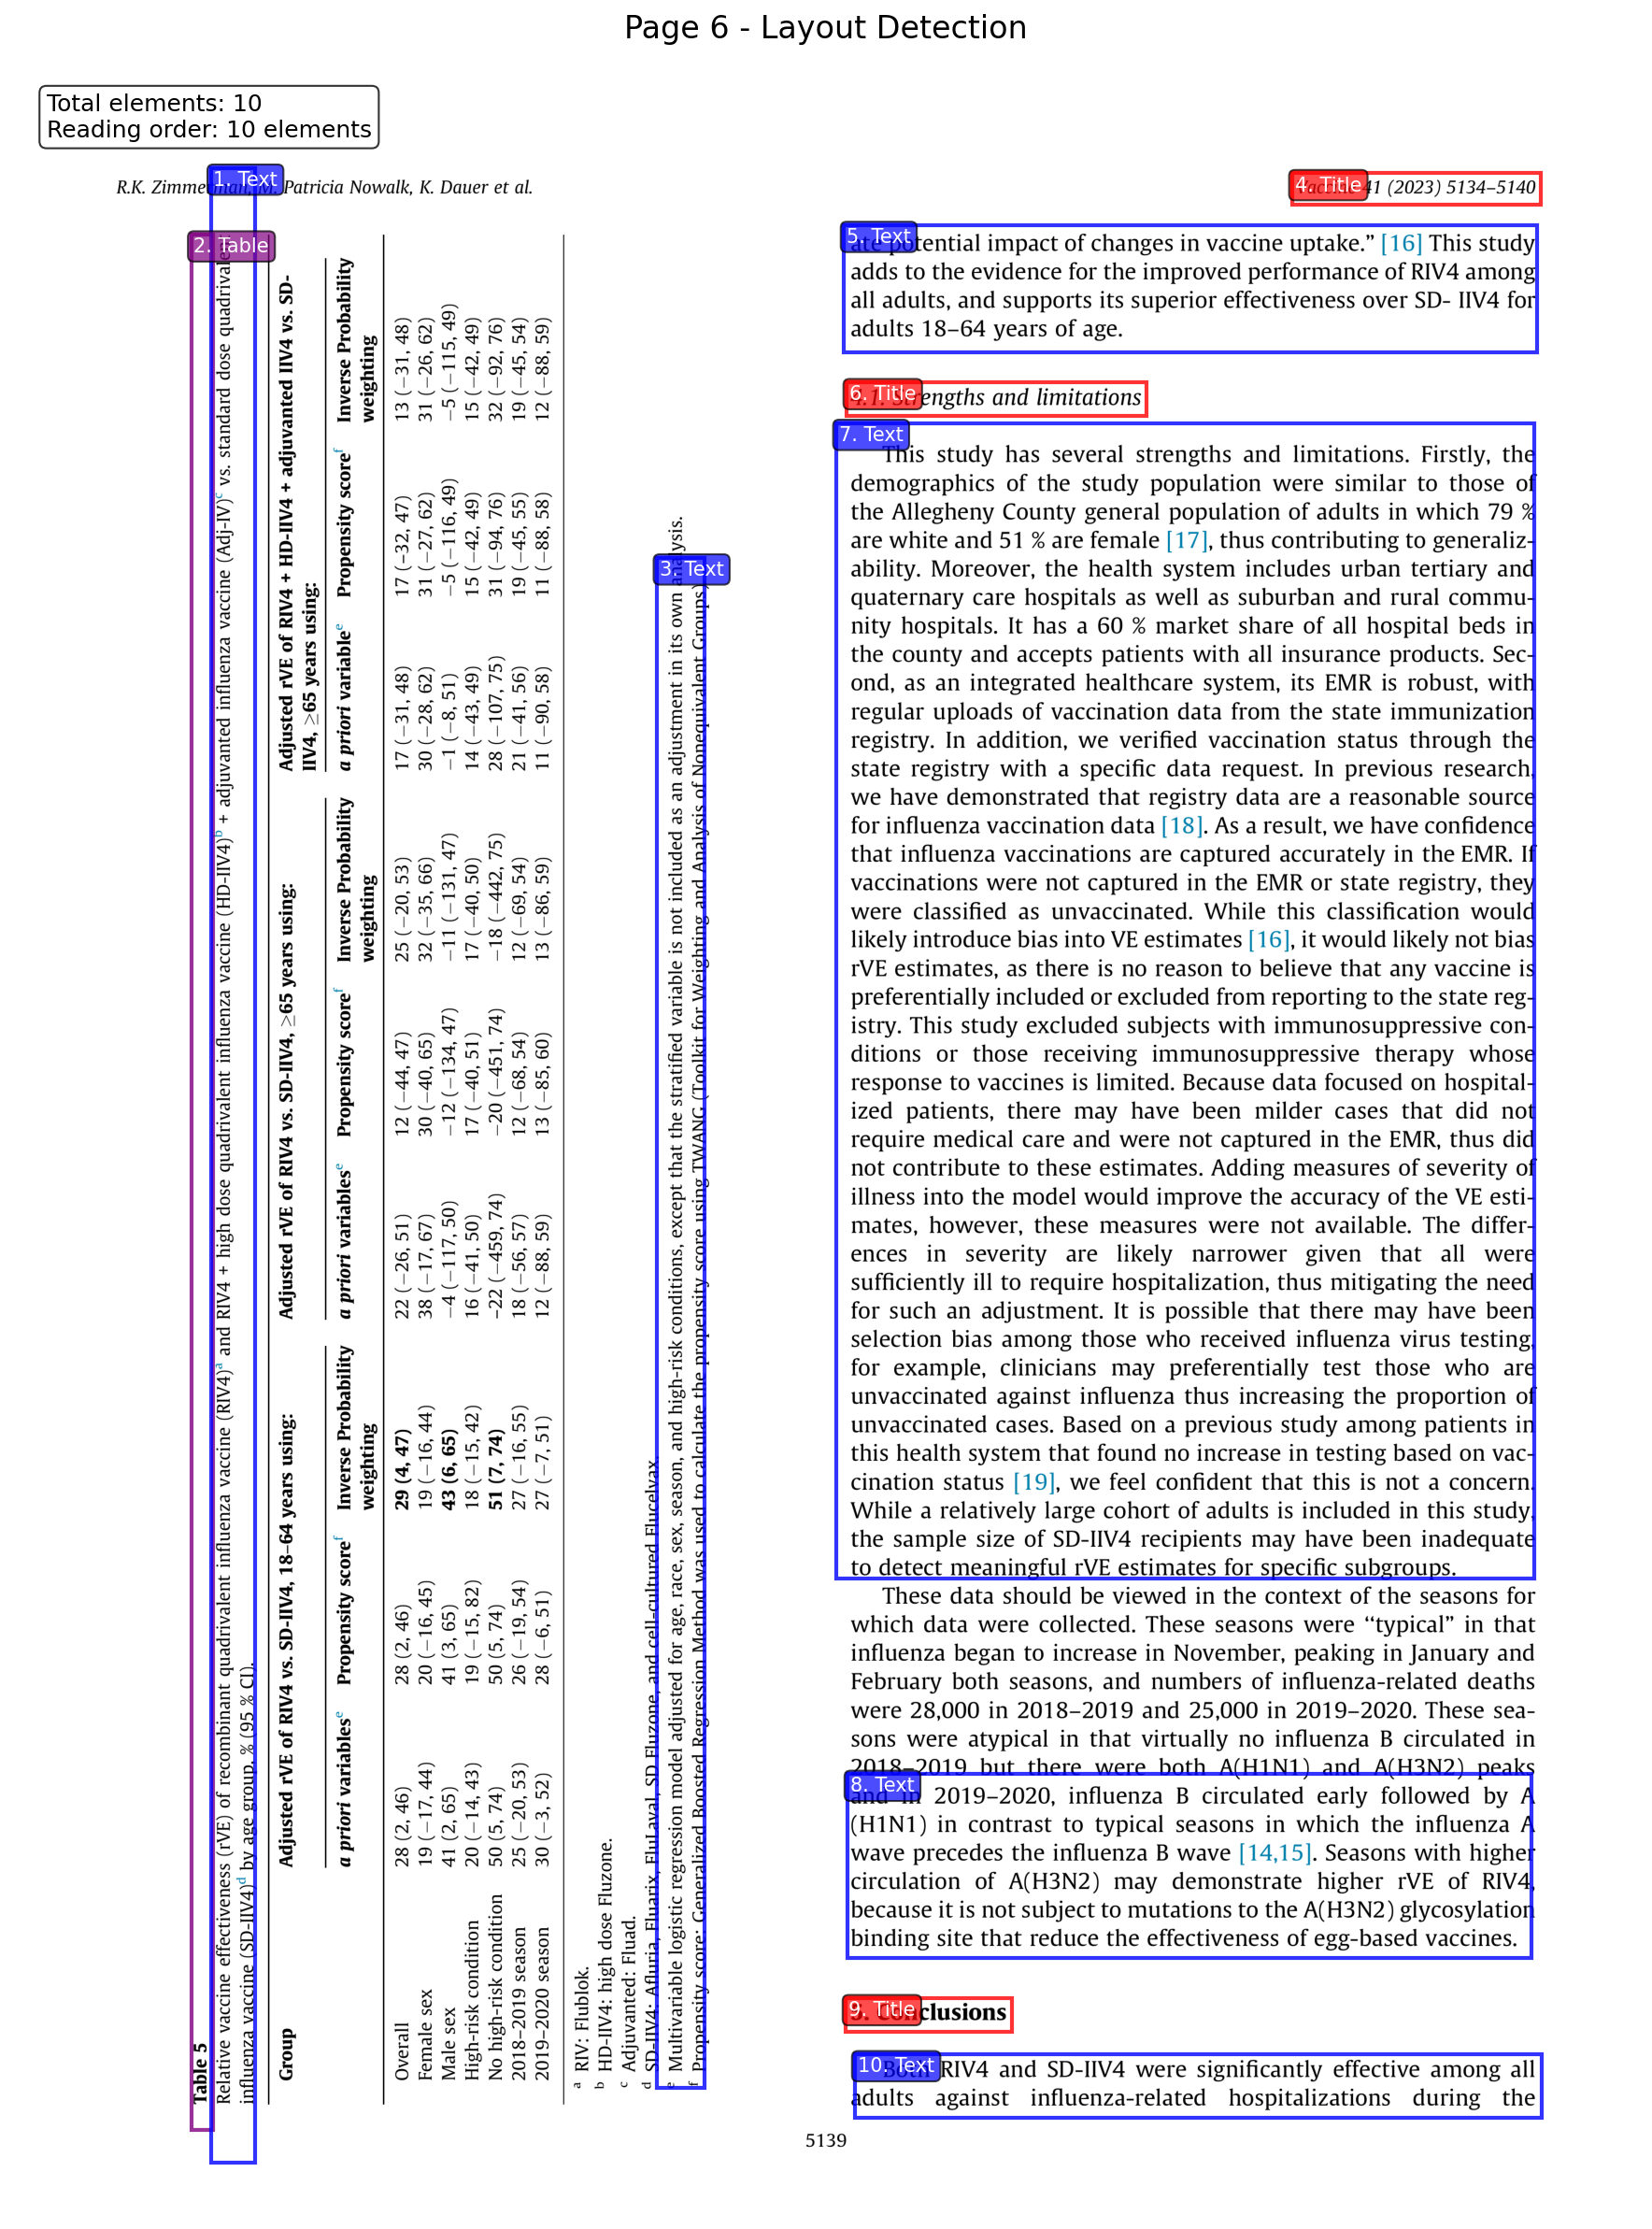 Page 6 - Layout Detection
Total elements: 10
Reading order: 10 elements
R.K. Zimmerman, M. Patricia Nowalk, K. Dauer et al.
1. Text
2. Table
Table 5
Relative vaccine effectiveness (rVE) of recombinant quadrivalent influenza vaccine (RIV4)a and RIV4 + high dose quadrivalent influenza vaccine (HD-IIV4)b + adjuvanted influenza vaccine (Adj-IV)c vs. standard dose quadrivalent
influenza vaccine (SD-IIV4)d by age group, % (95 % CI).
Group Adjusted rVE of RIV4 vs. SD-IIV4, 18–64 years using: Adjusted rVE of RIV4 vs. SD-IIV4, ≥65 years using: Adjusted rVE of RIV4 + HD-IIV4 + adjuvanted IIV4 vs. SD-
IIV4, ≥65 years using:
a priori variablese Propensity scoref Inverse Probability weighting a priori variablese Propensity scoref Inverse Probability weighting a priori variablee Propensity scoref Inverse Probability weighting
Overall 28 (2, 46) 28 (2, 46) 29 (4, 47) 22 (−26, 51) 12 (−44, 47) 25 (−20, 53) 17 (−31, 48) 17 (−32, 47) 13 (−31, 48)
Female sex 19 (−17, 44) 20 (−16, 45) 19 (−16, 44) 38 (−17, 67) 30 (−40, 65) 32 (−35, 66) 30 (−28, 62) 31 (−27, 62) 31 (−26, 62)
Male sex 41 (2, 65) 41 (3, 65) 43 (6, 65) −4 (−117, 50) −12 (−134, 47) −11 (−131, 47) −1 (−8, 51) −5 (−116, 49) −5 (−115, 49)
High-risk condition 20 (−14, 43) 19 (−15, 82) 18 (−15, 42) 16 (−41, 50) 17 (−40, 51) 17 (−40, 50) 14 (−43, 49) 15 (−42, 49) 15 (−42, 49)
No high-risk condition 50 (5, 74) 50 (5, 74) 51 (7, 74) −22 (−459, 74) −20 (−451, 74) −18 (−442, 75) 28 (−107, 75) 31 (−94, 76) 32 (−92, 76)
2018–2019 season 25 (−20, 53) 26 (−19, 54) 27 (−16, 55) 18 (−56, 57) 12 (−68, 54) 12 (−69, 54) 21 (−41, 56) 19 (−45, 55) 19 (−45, 54)
2019–2020 season 30 (−3, 52) 28 (−6, 51) 27 (−7, 51) 12 (−88, 59) 13 (−85, 60) 13 (−86, 59) 11 (−90, 58) 11 (−88, 58) 12 (−88, 59)
a RIV: Flublok.
b HD-IIV4: high dose Fluzone.
c Adjuvanted: Fluad.
d SD-IIV4: Afluria, Fluarix, FluLaval, SD Fluzone, and cell-cultured Flucelvax.
3. Text
e Multivariable logistic regression model adjusted for age, race, sex, season, and high-risk conditions, except that the stratified variable is not included as an adjustment in its own analysis.
f Propensity score: Generalized Boosted Regression Method was used to calculate the propensity score using TWANG (Toolkit for Weighting and Analysis of Nonequivalent Groups)
4. Title
41 (2023) 5134–5140
5. Text
ate potential impact of changes in vaccine uptake.” [16] This study
adds to the evidence for the improved performance of RIV4 among
all adults, and supports its superior effectiveness over SD- IIV4 for
adults 18–64 years of age.
6. Title
4.1. Strengths and limitations
7. Text
This study has several strengths and limitations. Firstly, the
demographics of the study population were similar to those of
the Allegheny County general population of adults in which 79 %
are white and 51 % are female [17], thus contributing to generaliz-
ability. Moreover, the health system includes urban tertiary and
quaternary care hospitals as well as suburban and rural commu-
nity hospitals. It has a 60 % market share of all hospital beds in
the county and accepts patients with all insurance products. Sec-
ond, as an integrated healthcare system, its EMR is robust, with
regular uploads of vaccination data from the state immunization
registry. In addition, we verified vaccination status through the
state registry with a specific data request. In previous research,
we have demonstrated that registry data are a reasonable source
for influenza vaccination data [18]. As a result, we have confidence
that influenza vaccinations are captured accurately in the EMR. If
vaccinations were not captured in the EMR or state registry, they
were classified as unvaccinated. While this classification would
likely introduce bias into VE estimates [16], it would likely not bias
rVE estimates, as there is no reason to believe that any vaccine is
preferentially included or excluded from reporting to the state reg-
istry. This study excluded subjects with immunosuppressive con-
ditions or those receiving immunosuppressive therapy whose
response to vaccines is limited. Because data focused on hospital-
ized patients, there may have been milder cases that did not
require medical care and were not captured in the EMR, thus did
not contribute to these estimates. Adding measures of severity of
illness into the model would improve the accuracy of the VE esti-
mates, however, these measures were not available. The differ-
ences in severity are likely narrower given that all were
sufficiently ill to require hospitalization, thus mitigating the need
for such an adjustment. It is possible that there may have been
selection bias among those who received influenza virus testing,
for example, clinicians may preferentially test those who are
unvaccinated against influenza thus increasing the proportion of
unvaccinated cases. Based on a previous study among patients in
this health system that found no increase in testing based on vac-
cination status [19], we feel confident that this is not a concern.
While a relatively large cohort of adults is included in this study,
the sample size of SD-IIV4 recipients may have been inadequate
to detect meaningful rVE estimates for specific subgroups.
These data should be viewed in the context of the seasons for
which data were collected. These seasons were “typical” in that
influenza began to increase in November, peaking in January and
February both seasons, and numbers of influenza-related deaths
were 28,000 in 2018–2019 and 25,000 in 2019–2020. These sea-
sons were atypical in that virtually no influenza B circulated in
2018–2019 but there were both A(H1N1) and A(H3N2) peaks
8. Text
and in 2019–2020, influenza B circulated early followed by A
(H1N1) in contrast to typical seasons in which the influenza A
wave precedes the influenza B wave [14,15]. Seasons with higher
circulation of A(H3N2) may demonstrate higher rVE of RIV4,
because it is not subject to mutations to the A(H3N2) glycosylation
binding site that reduce the effectiveness of egg-based vaccines.
9. Title
5. Conclusions
10. Text
Both RIV4 and SD-IIV4 were significantly effective among all
adults against influenza-related hospitalizations during the
5139